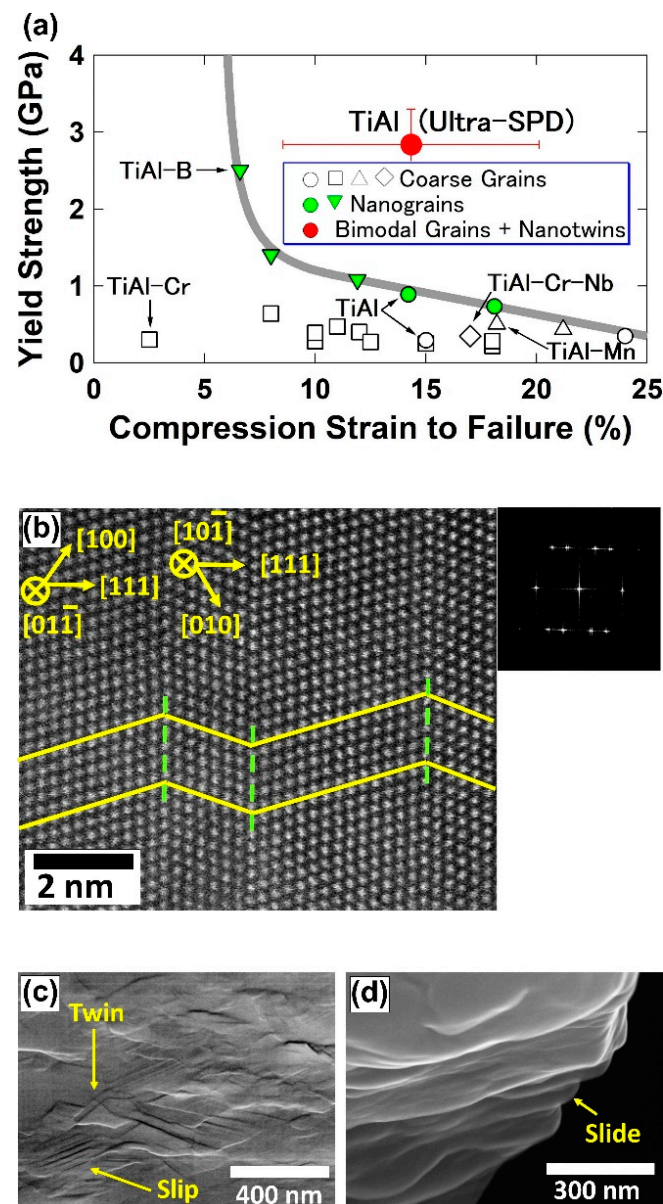 (a)
Yield Strength (GPa)
4
3
2
1
0
TiAl (Ultra-SPD)
TiAl-B
Coarse Grains
Nanograins
Bimodal Grains + Nanotwins
TiAl-Cr
TiAl
TiAl-Cr-Nb
TiAl-Mn
0 5 10 15 20 25
Compression Strain to Failure (%)
(b)
[100]
[111]
[011̅]
[101̅]
[111]
[010]
2 nm
(c)
Twin
Slip
400 nm
(d)
Slide
300 nm